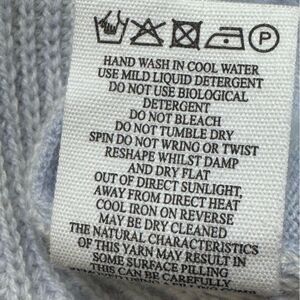 P
HAND WASH IN COOL WATER
USE MILD LIQUID DETERGENT
DO NOT USE BIOLOGICAL
DETERGENT
DO NOT BLEACH
DO NOT TUMBLE DRY
SPIN DO NOT WRING OR TWIST
RESHAPE WHILST DAMP
AND DRY FLAT
OUT OF DIRECT SUNLIGHT,
AWAY FROM DIRECT HEAT
COOL IRON ON REVERSE
MAY BE DRY CLEANED
THE NATURAL CHARACTERISTICS
OF THIS YARN MAY RESULT IN
SOME SURFACE PILLING
THIS CAN BE CAREFULLY